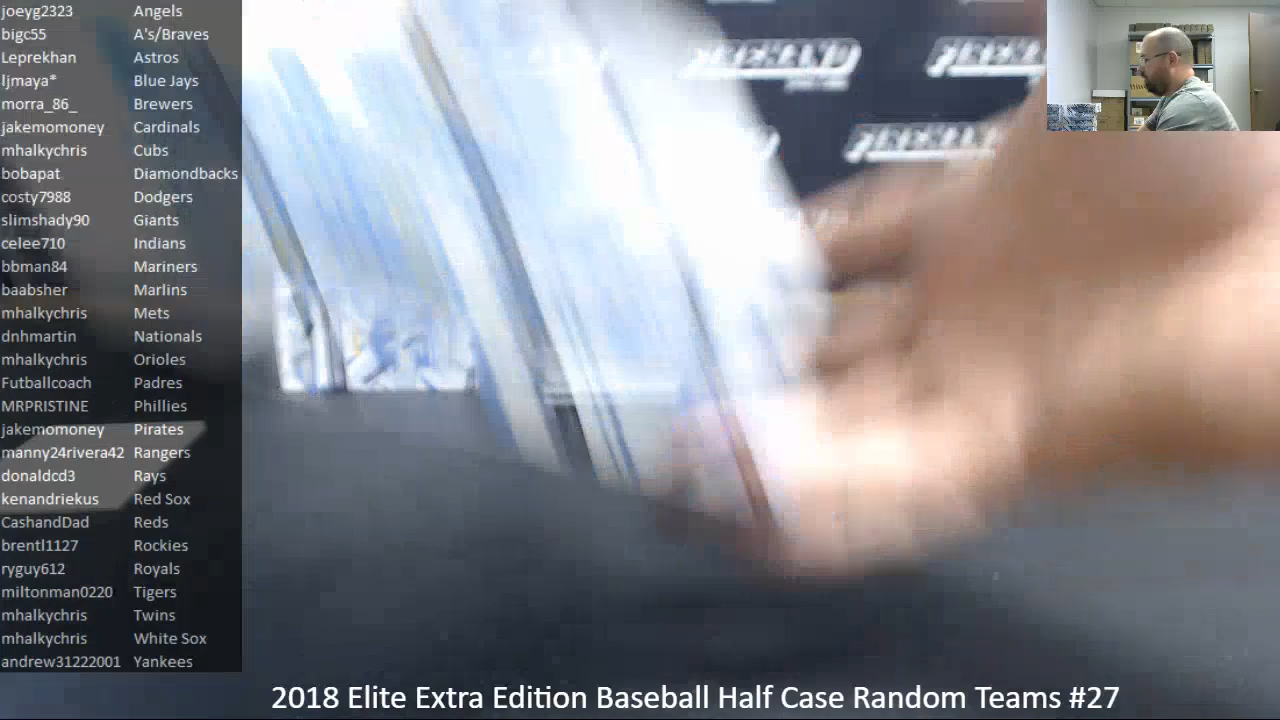 joeyg2323 Angels
bigc55 A's/Braves
Leprekhan Astros
ljmaya* Blue Jays
morra_86_ Brewers
jakemomoney Cardinals
mhalkychris Cubs
bobapat Diamondbacks
costy7988 Dodgers
slimshady90 Giants
celee710 Indians
bbman84 Mariners
baabsher Marlins
mhalkychris Mets
dnhmartin Nationals
mhalkychris Orioles
Futballcoach Padres
MRPRISTINE Phillies
jakemomoney Pirates
manny24rivera42 Rangers
donaldcd3 Rays
kenandriekus Red Sox
CashandDad Reds
brentl1127 Rockies
ryguy612 Royals
miltonman0220 Tigers
mhalkychris Twins
mhalkychris White Sox
andrew31222001 Yankees
2018 Elite Extra Edition Baseball Half Case Random Teams #27